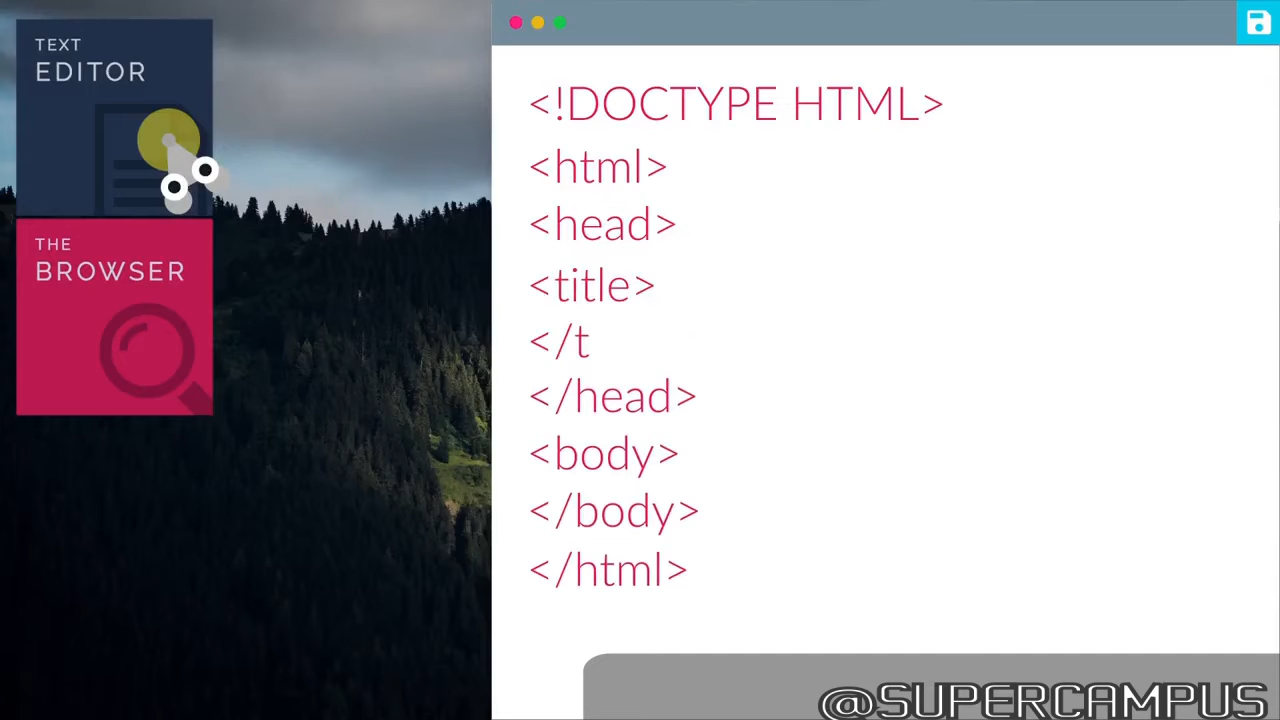 TEXT
EDITOR
THE
BROWSER
<!DOCTYPE HTML>
<html>
<head>
<title>
</t
</head>
<body>
</body>
</html>
@SUPERCAMPUS